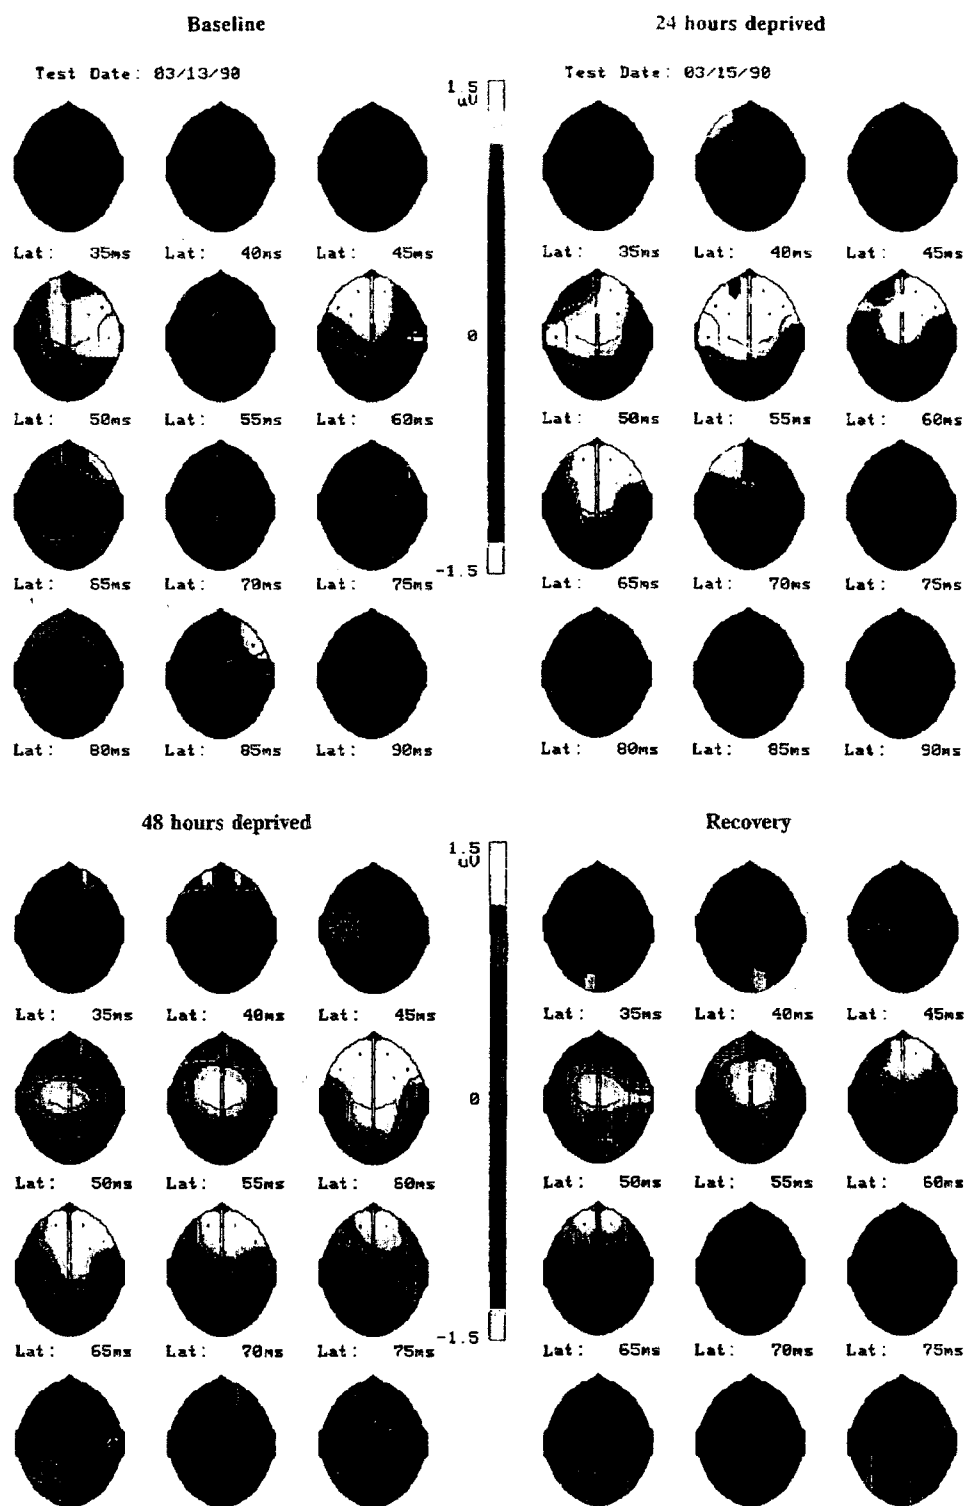 Baseline
24 hours deprived
Test Date: 03/13/90
Test Date: 03/15/90
1.5
uV
0
-1.5
Lat: 35ms Lat: 40ms Lat: 45ms
Lat: 35ms Lat: 40ms Lat: 45ms
Lat: 50ms Lat: 55ms Lat: 60ms
Lat: 50ms Lat: 55ms Lat: 60ms
Lat: 65ms Lat: 70ms Lat: 75ms
Lat: 65ms Lat: 70ms Lat: 75ms
Lat: 80ms Lat: 85ms Lat: 90ms
Lat: 80ms Lat: 85ms Lat: 90ms
48 hours deprived
Recovery
1.5
uV
0
-1.5
Lat: 35ms Lat: 40ms Lat: 45ms
Lat: 35ms Lat: 40ms Lat: 45ms
Lat: 50ms Lat: 55ms Lat: 60ms
Lat: 50ms Lat: 55ms Lat: 60ms
Lat: 65ms Lat: 70ms Lat: 75ms
Lat: 65ms Lat: 70ms Lat: 75ms